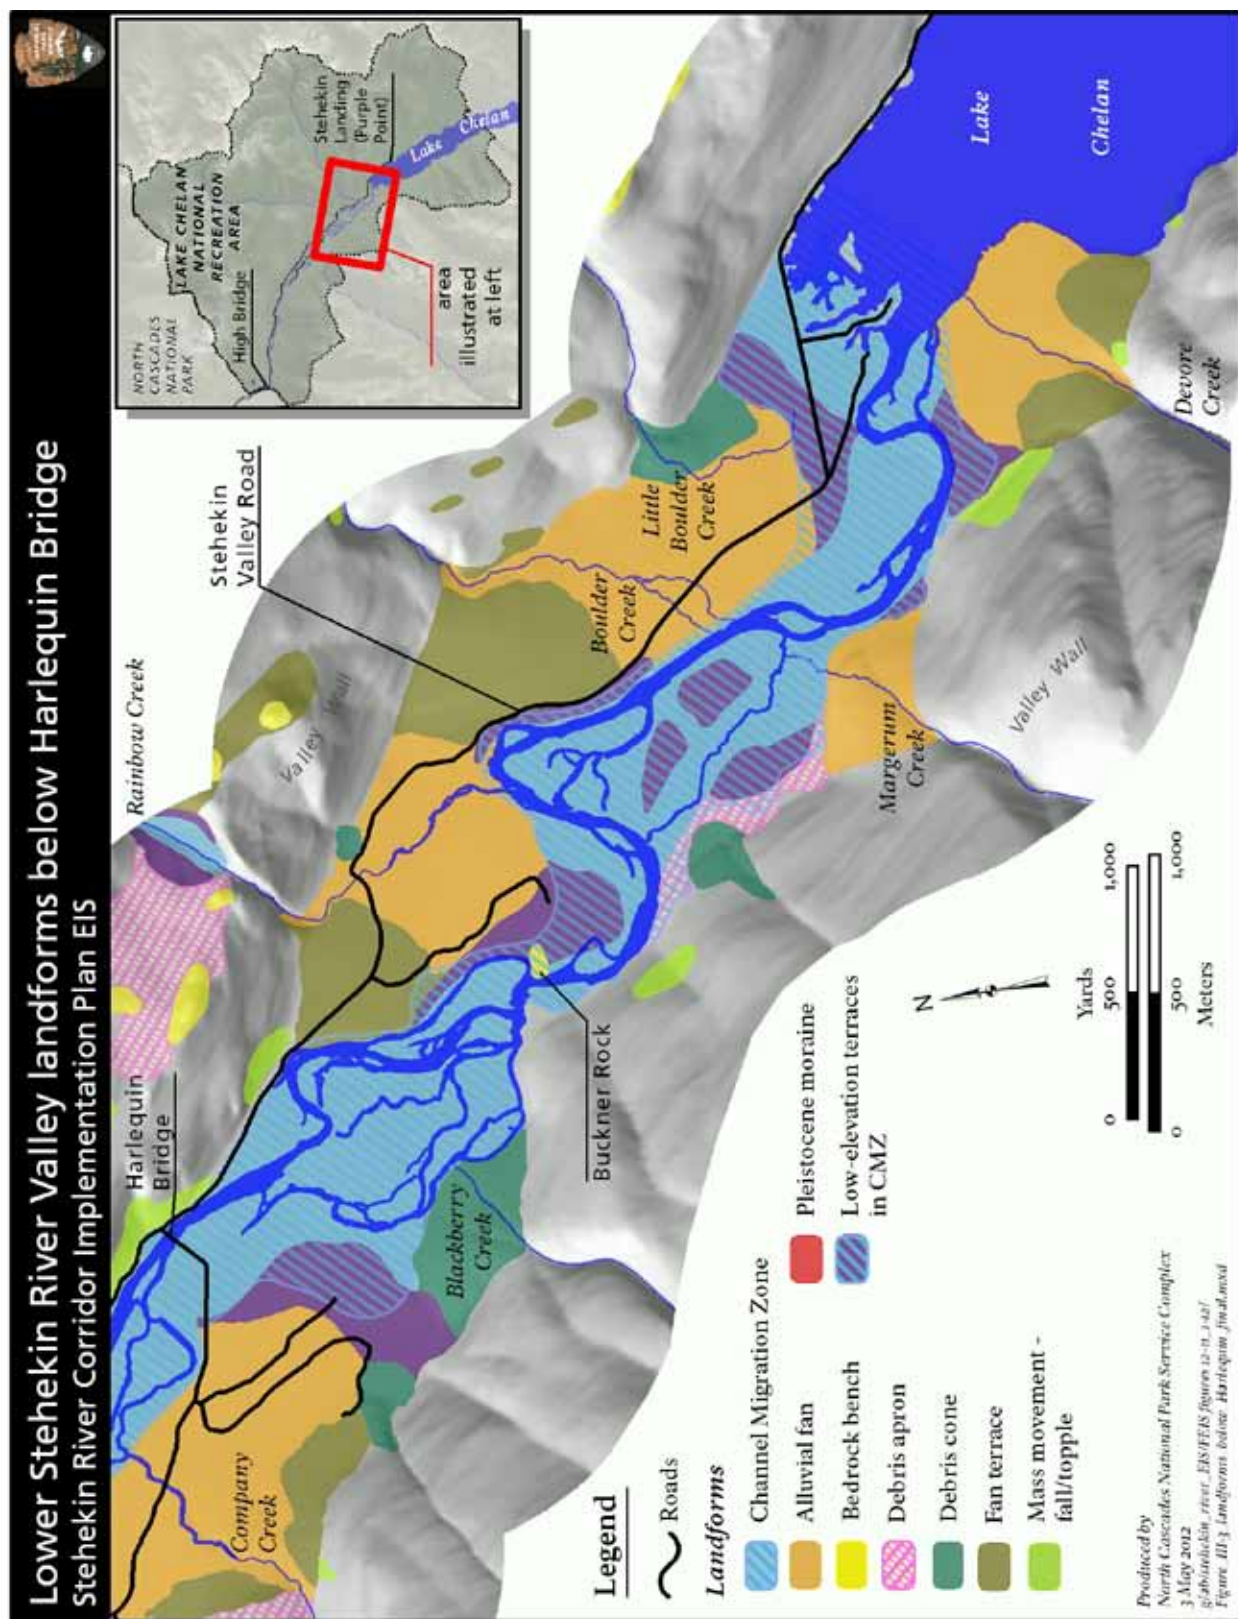 Lower Stehekin River Valley landforms below Harlequin Bridge
Stehekin River Corridor Implementation Plan EIS
NORTH
CASCADES
NATIONAL
PARK
High Bridge
LAKE CHELAN
NATIONAL
RECREATION
AREA
Stehekin
Landing
(Purple
Point)
Lake Chelan
area
illustrated
at left
Harlequin
Bridge
Rainbow Creek
Valley Wall
Stehekin
Valley Road
Company
Creek
Blackberry
Creek
Buckner Rock
Boulder
Creek
Little
Boulder
Creek
Margerum
Creek
Valley Wall
Devore
Creek
Lake
Chelan
N
Legend
Roads
Landforms
Channel Migration Zone
Alluvial fan
Bedrock bench
Debris apron
Debris cone
Fan terrace
Mass movement -
fall/topple
Pleistocene moraine
Low-elevation terraces
in CMZ
Yards
0 500 1,000
0 500 1,000
Meters
Produced by
North Cascades National Park Service Complex
3 May 2012